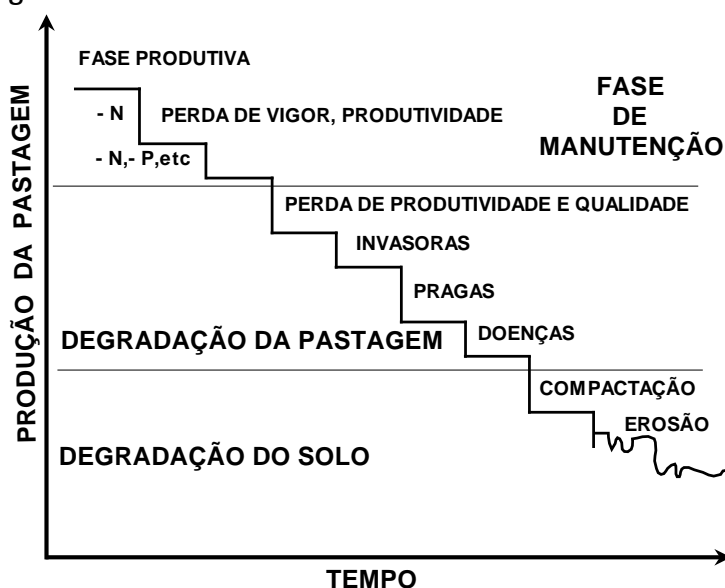 FASE PRODUTIVA
FASE
DE
MANUTENÇÃO
- N
PERDA DE VIGOR, PRODUTIVIDADE
- N,- P,etc
PERDA DE PRODUTIVIDADE E QUALIDADE
INVASORAS
PRAGAS
DEGRADAÇÃO DA PASTAGEM
DOENÇAS
COMPACTAÇÃO
EROSÃO
DEGRADAÇÃO DO SOLO
PRODUÇÃO DA PASTAGEM
TEMPO